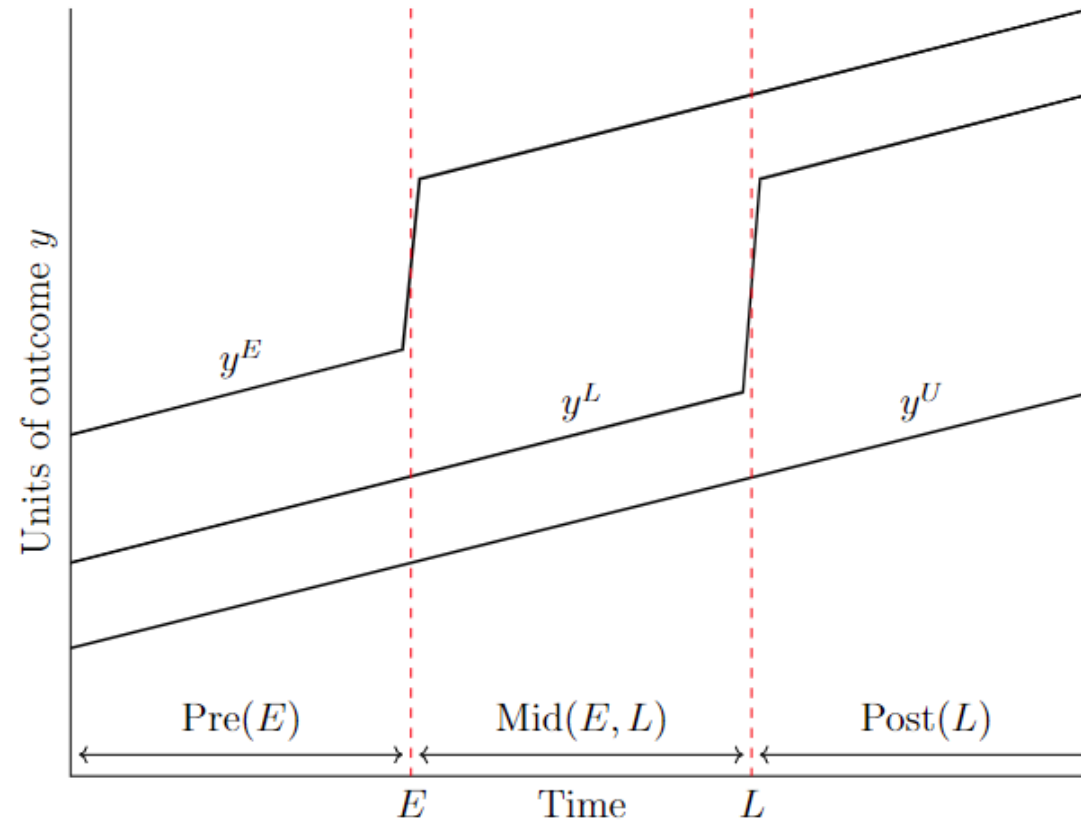 Units of outcome y
y^E
y^L
y^U
Pre(E)
Mid(E, L)
Post(L)
E
Time
L